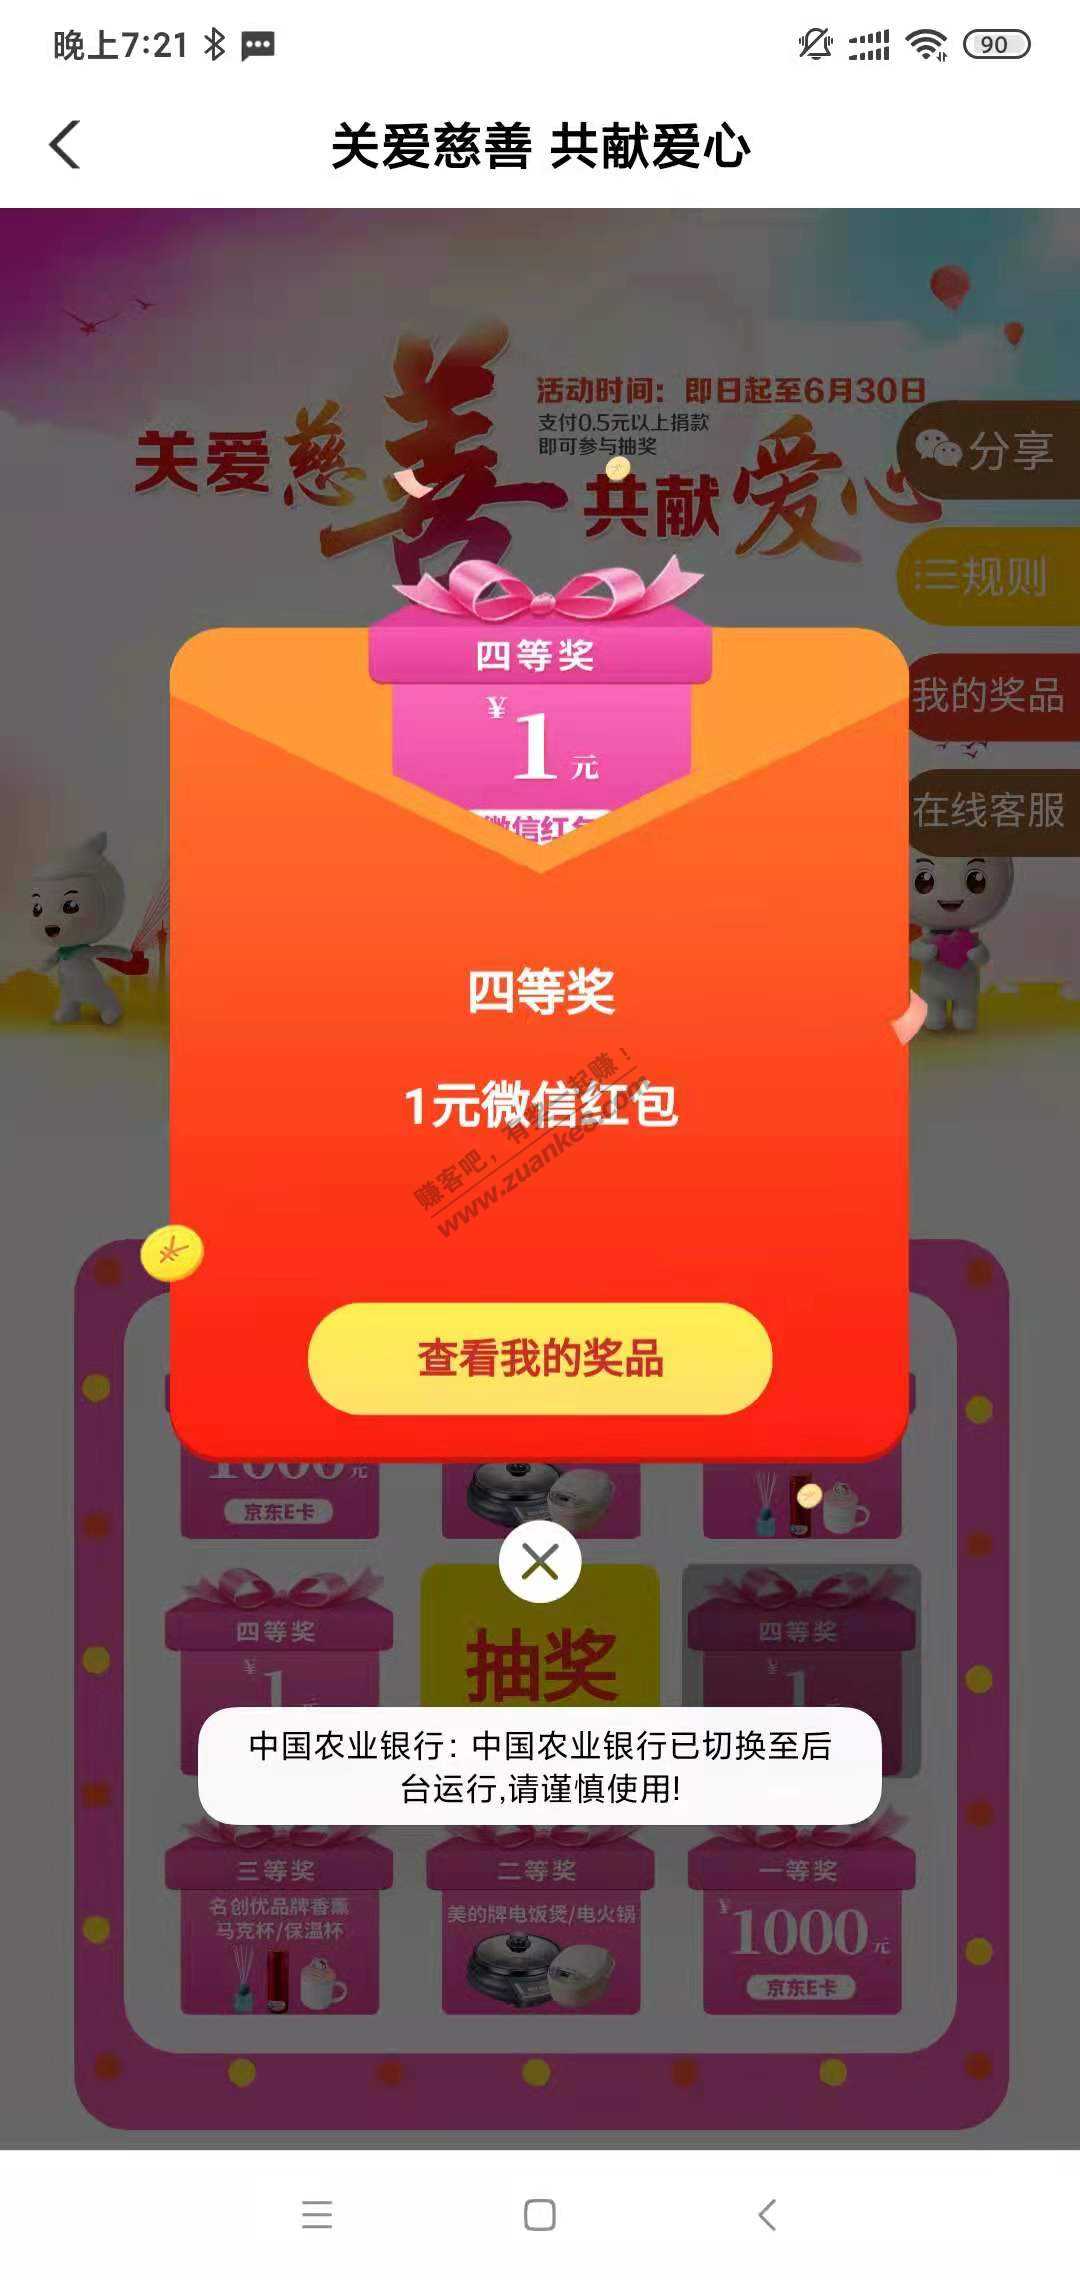 晚上7:21
90
关爱慈善 共献爱心
活动时间：即日起至6月30日
支付0.5元以上捐款
即可参与抽奖
关爱慈善
共献爱心
分享
规则
我的奖品
在线客服
四等奖
¥1元
微信红包
四等奖
1元微信红包
赚客吧，有奖一起赚！
www.zuanke8.com
查看我的奖品
1000元
京东E卡
四等奖
¥1元
抽奖
四等奖
¥1
中国农业银行: 中国农业银行已切换至后
台运行,请谨慎使用!
三等奖
名创优品牌香薰
马克杯/保温杯
二等奖
美的牌电饭煲/电火锅
一等奖
¥1000元
京东E卡